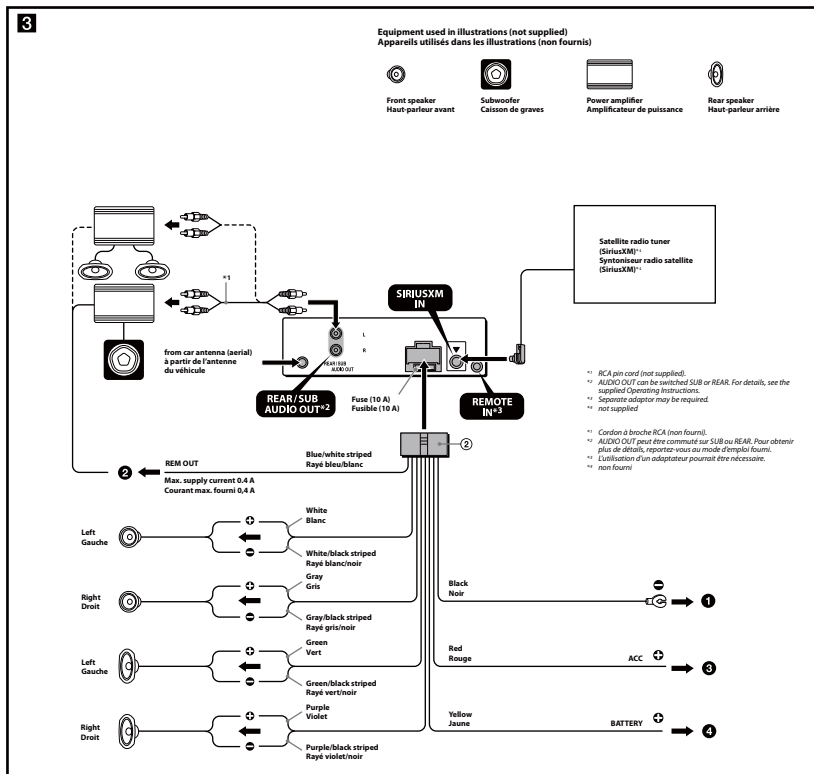 3
Equipment used in illustrations (not supplied)
Appareils utilisés dans les illustrations (non fournis)
Front speaker
Haut-parleur avant
Subwoofer
Caisson de graves
Power amplifier
Amplificateur de puissance
Rear speaker
Haut-parleur arrière
Satellite radio tuner
(SiriusXM)*4
Syntoniseur radio satellite
(SiriusXM)*4
*1
SIRIUSXM
IN
L
R
REAR / SUB
AUDIO OUT
from car antenna (aerial)
à partir de l'antenne
du véhicule
REAR / SUB
AUDIO OUT*2
Fuse (10 A)
Fusible (10 A)
REMOTE
IN*3
*1 RCA pin cord (not supplied).
*2 AUDIO OUT can be switched SUB or REAR. For details, see the
supplied Operating Instructions.
*3 Separate adaptor may be required.
*4 not supplied
*1 Cordon à broche RCA (non fourni).
*2 AUDIO OUT peut être commuté sur SUB ou REAR. Pour obtenir
plus de détails, reportez-vous au mode d'emploi fourni.
*3 L'utilisation d'un adaptateur pourrait être nécessaire.
*4 non fourni
2
2
REM OUT
Blue/white striped
Rayé bleu/blanc
Max. supply current 0.4 A
Courant max. fourni 0,4 A
Left
Gauche
White
Blanc
White/black striped
Rayé blanc/noir
Right
Droit
Gray
Gris
Gray/black striped
Rayé gris/noir
Left
Gauche
Green
Vert
Green/black striped
Rayé vert/noir
Right
Droit
Purple
Violet
Purple/black striped
Rayé violet/noir
Black
Noir
1
Red
Rouge
ACC
3
Yellow
Jaune
BATTERY
4